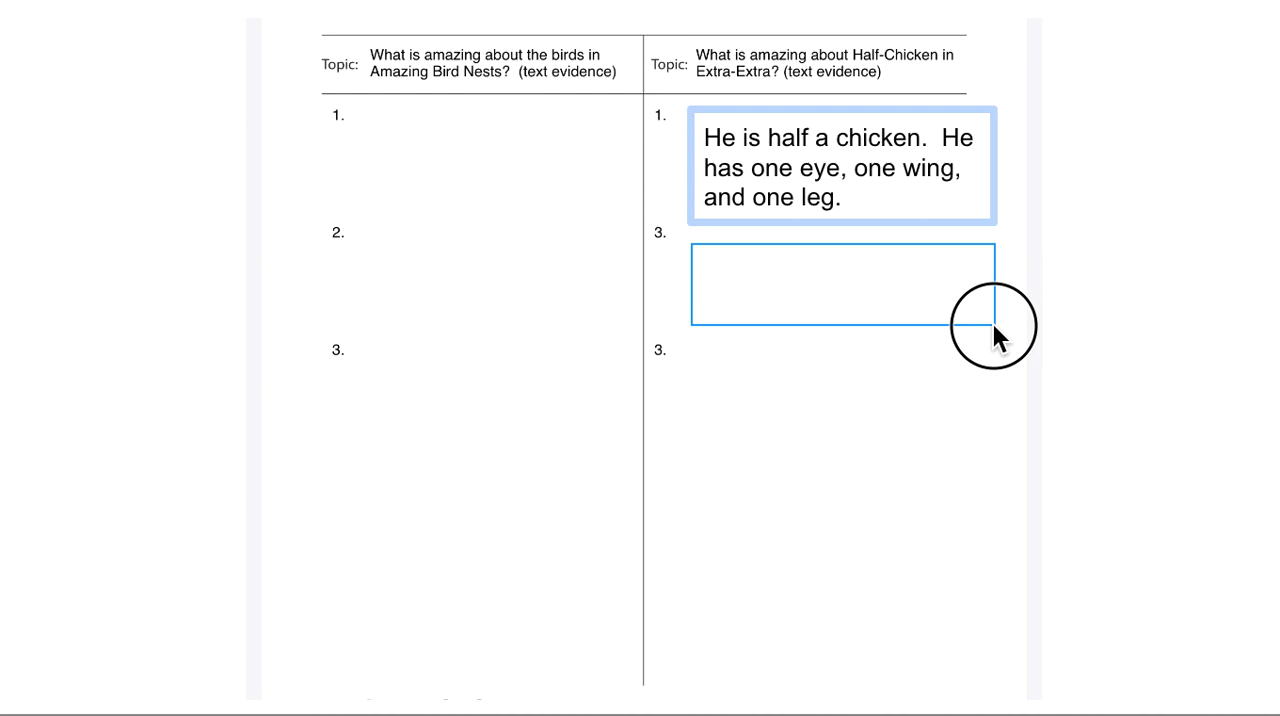 Topic: What is amazing about the birds in
Amazing Bird Nests?  (text evidence)
1.
2.
3.
Topic: What is amazing about Half-Chicken in
Extra-Extra? (text evidence)
1.
He is half a chicken.  He
has one eye, one wing,
and one leg.
3.
3.